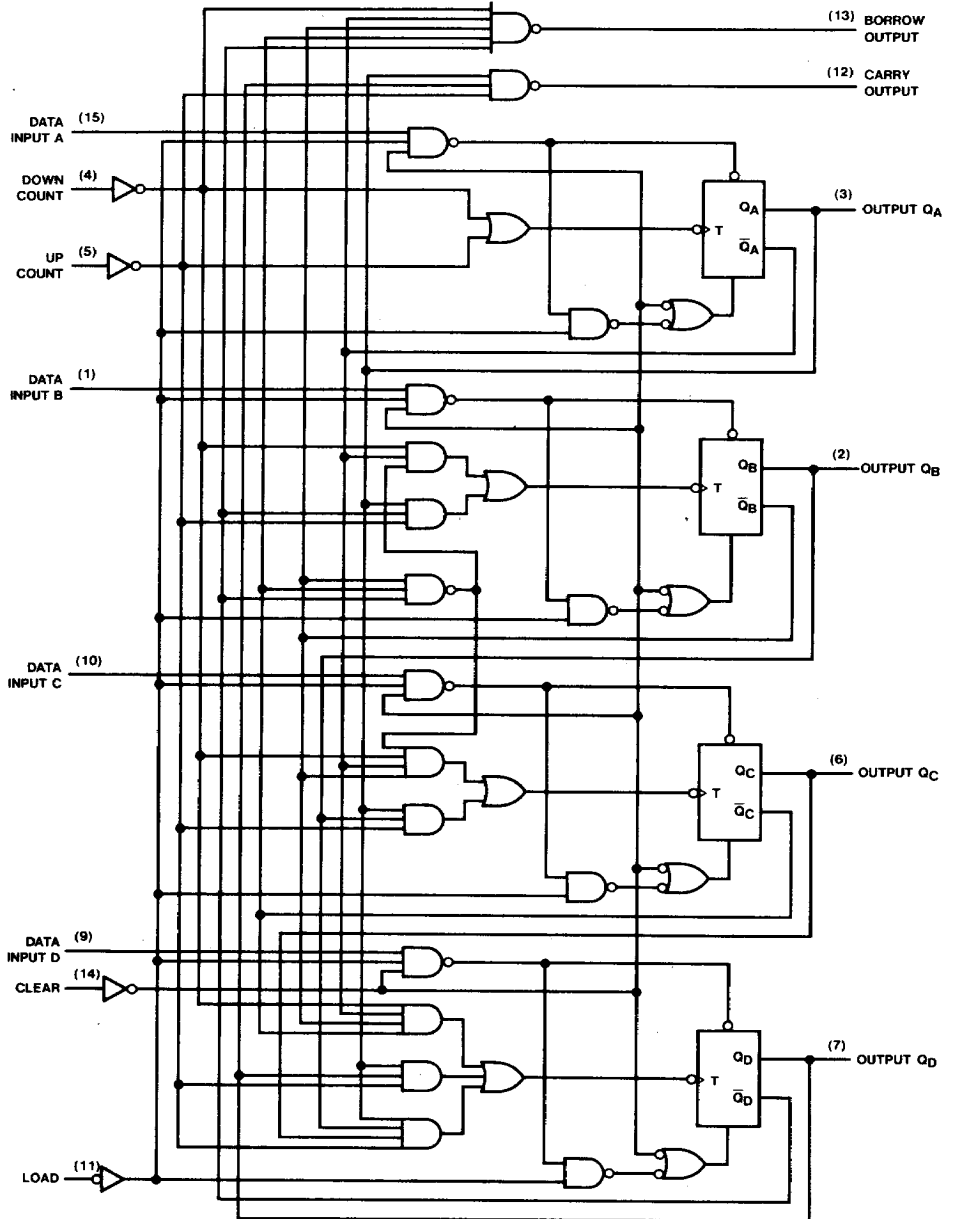 (13) BORROW
OUTPUT
(12) CARRY
OUTPUT
DATA (15)
INPUT A
DOWN (4)
COUNT
QA
(3) OUTPUT QA
T
Q̅A
UP (5)
COUNT
DATA (1)
INPUT B
QB
(2) OUTPUT QB
T
Q̅B
DATA (10)
INPUT C
QC
(6) OUTPUT QC
T
Q̅C
DATA (9)
INPUT D
CLEAR (14)
QD
(7) OUTPUT QD
T
Q̅D
LOAD (11)